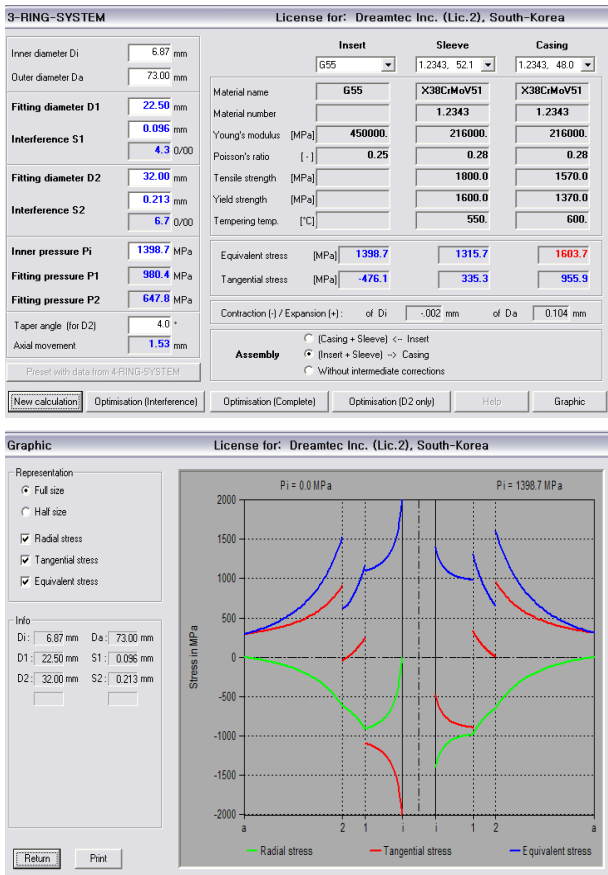 3-RING-SYSTEM License for: Dreamtec Inc. (Lic.2), South-Korea
Inner diameter Di 6.87 mm
Outer diameter Da 73.00 mm
Fitting diameter D1 22.50 mm
Interference S1 0.096 mm
4.3 0/00
Fitting diameter D2 32.00 mm
Interference S2 0.213 mm
6.7 0/00
Inner pressure Pi 1398.7 MPa
Fitting pressure P1 980.4 MPa
Fitting pressure P2 647.8 MPa
Taper angle (for D2) 4.0 °
Axial movement 1.53 mm
Preset with data from 4-RING-SYSTEM
Insert Sleeve Casing
G55 1.2343, 52.1 1.2343, 48.0
Material name G55 X38CrMoV51 X38CrMoV51
Material number 1.2343 1.2343
Young's modulus [MPa] 450000. 216000. 216000.
Poisson's ratio [-] 0.25 0.28 0.28
Tensile strength [MPa] 1800.0 1570.0
Yield strength [MPa] 1600.0 1370.0
Tempering temp. [°C] 550. 600.
Equivalent stress [MPa] 1398.7 1315.7 1603.7
Tangential stress [MPa] -476.1 335.3 955.9
Contraction (-) / Expansion (+) : of Di -.002 mm of Da 0.104 mm
Assembly
(Casing + Sleeve) <-- Insert
(Insert + Sleeve) --> Casing
Without intermediate corrections
New calculation Optimisation (Interference) Optimisation (Complete) Optimisation (D2 only) Help Graphic
Graphic License for: Dreamtec Inc. (Lic.2), South-Korea
Representation
Full size
Half size
Radial stress
Tangential stress
Equivalent stress
Info
Di : 6.87 mm Da : 73.00 mm
D1 : 22.50 mm S1 : 0.096 mm
D2 : 32.00 mm S2 : 0.213 mm
Return Print
Pi = 0.0 MPa Pi = 1398.7 MPa
Stress in MPa
2000
1500
1000
500
0
-500
-1000
-1500
-2000
a 2 1 i i 1 2 a
Radial stress Tangential stress Equivalent stress